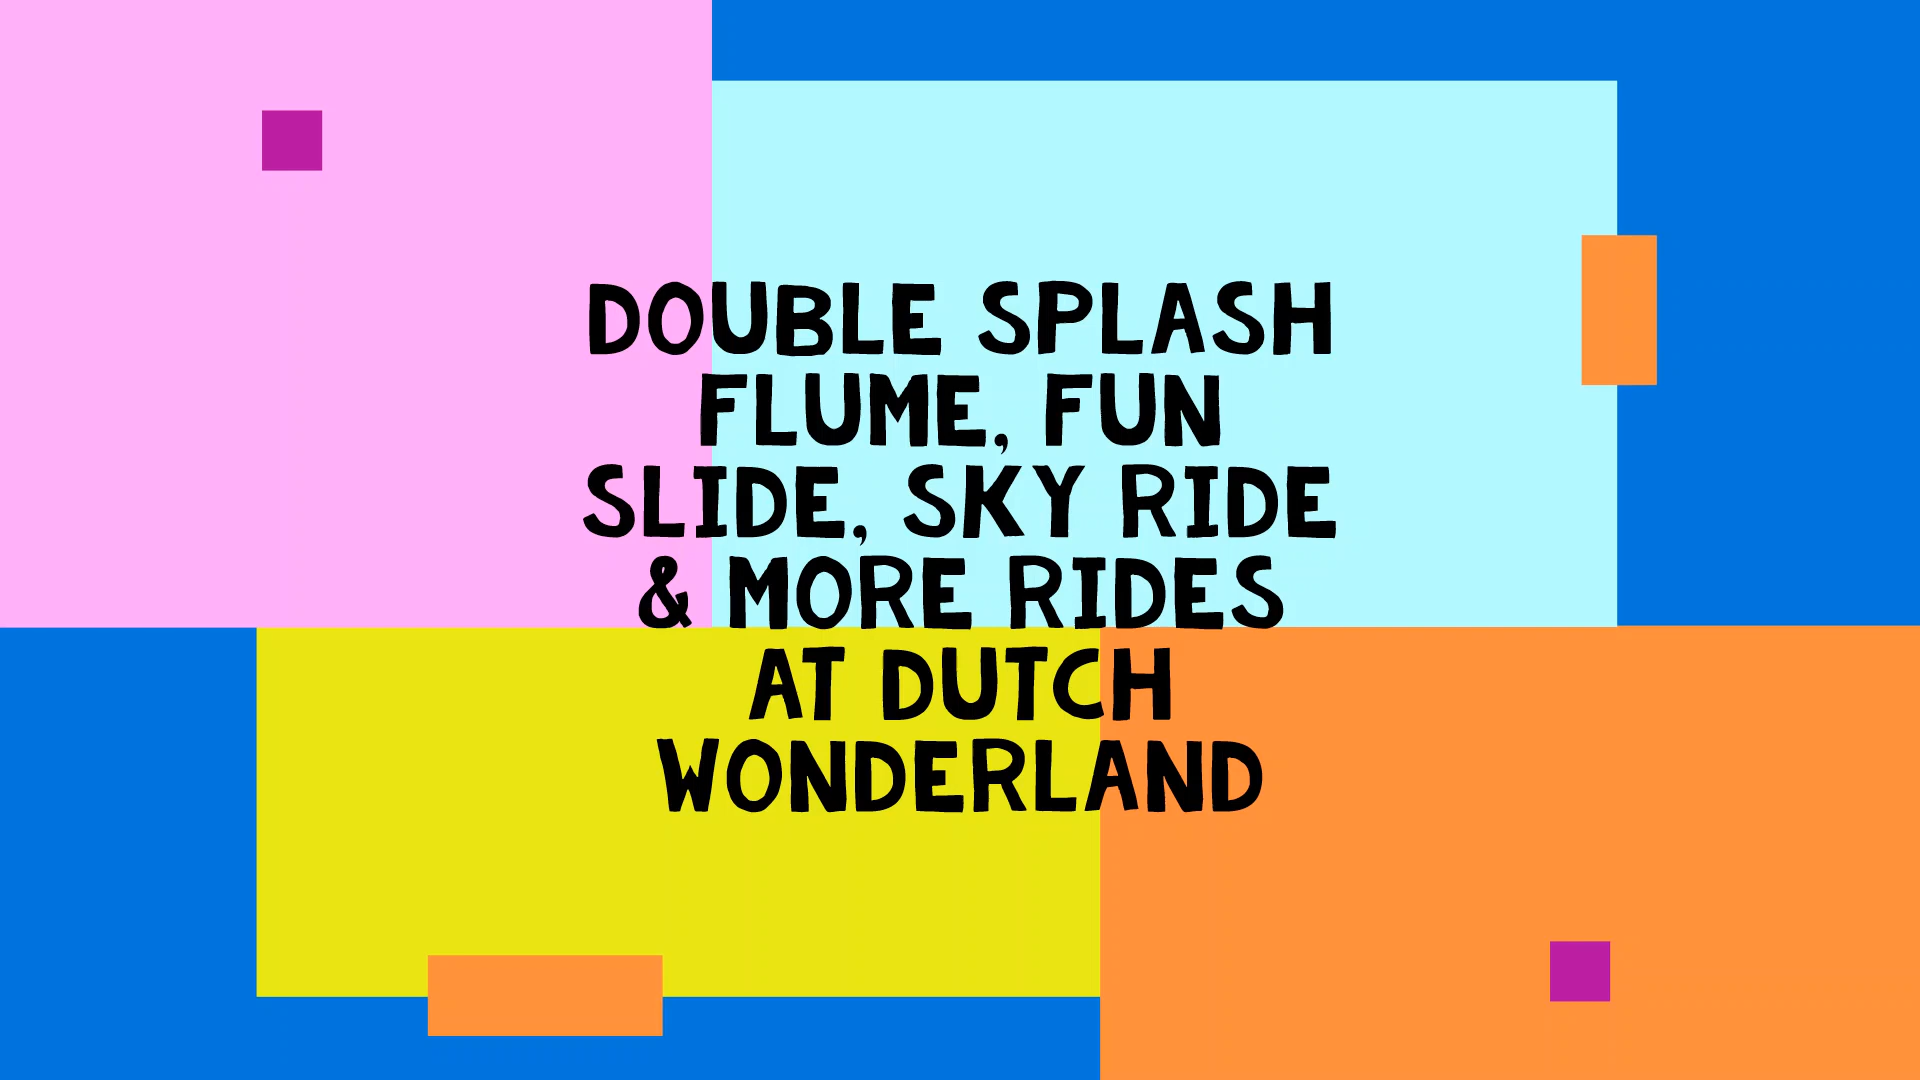 DOUBLE SPLASH
FLUME, FUN
SLIDE, SKY RIDE
& MORE RIDES
AT DUTCH
WONDERLAND